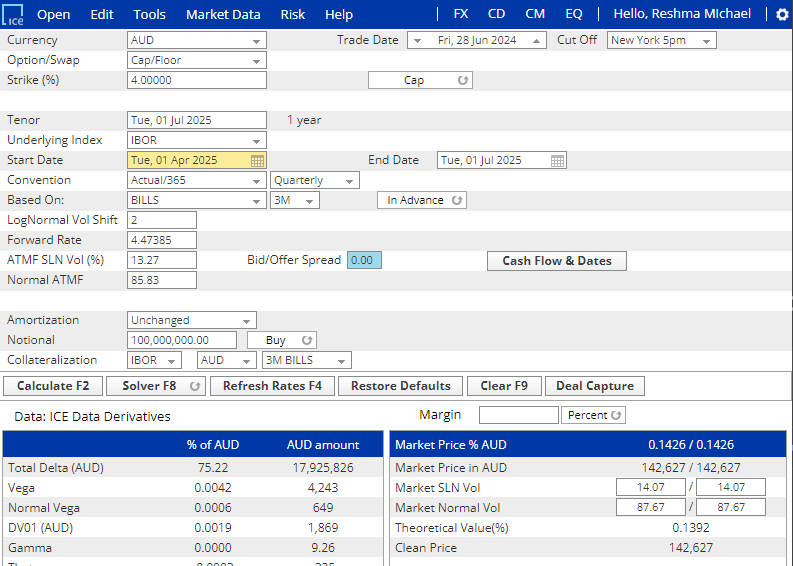 ICE Open Edit Tools Market Data Risk Help | FX CD CM EQ | Hello, Reshma MIchael |
Currency AUD Trade Date Fri, 28 Jun 2024 Cut Off New York 5pm
Option/Swap Cap/Floor
Strike (%) 4.00000 Cap
Tenor Tue, 01 Jul 2025 1 year
Underlying Index IBOR
Start Date Tue, 01 Apr 2025 End Date Tue, 01 Jul 2025
Convention Actual/365 Quarterly
Based On: BILLS 3M In Advance
LogNormal Vol Shift 2
Forward Rate 4.47385
ATMF SLN Vol (%) 13.27 Bid/Offer Spread 0.00 Cash Flow & Dates
Normal ATMF 85.83
Amortization Unchanged
Notional 100,000,000.00 Buy
Collateralization IBOR AUD 3M BILLS
Calculate F2 Solver F8 Refresh Rates F4 Restore Defaults Clear F9 Deal Capture
Data: ICE Data Derivatives Margin Percent
% of AUD AUD amount Market Price % AUD 0.1426 / 0.1426
Total Delta (AUD) 75.22 17,925,826 Market Price in AUD 142,627 / 142,627
Vega 0.0042 4,243 Market SLN Vol 14.07 / 14.07
Normal Vega 0.0006 649 Market Normal Vol 87.67 / 87.67
DV01 (AUD) 0.0019 1,869 Theoretical Value(%) 0.1392
Gamma 0.0000 9.26 Clean Price 142,627